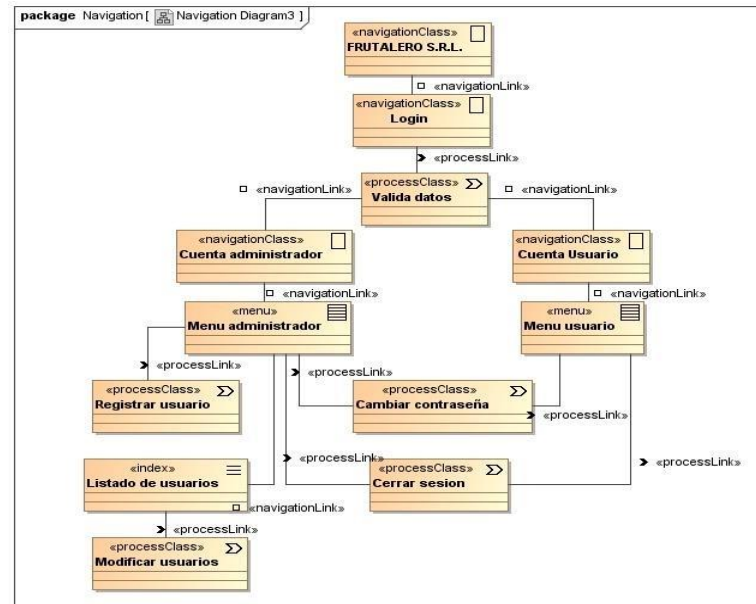 package Navigation [ Navigation Diagram3 ]
«navigationClass»
FRUTALERO S.R.L.
«navigationLink»
«navigationClass»
Login
«processLink»
«processClass»
Valida datos
«navigationLink»
«navigationLink»
«navigationClass»
Cuenta administrador
«navigationClass»
Cuenta Usuario
«navigationLink»
«navigationLink»
«menu»
Menu administrador
«menu»
Menu usuario
«processLink»
«processLink»
«processClass»
Registrar usuario
«processClass»
Cambiar contraseña
«processLink»
«index»
Listado de usuarios
«processLink»
«processClass»
Cerrar sesion
«processLink»
«navigationLink»
«processLink»
«processClass»
Modificar usuarios